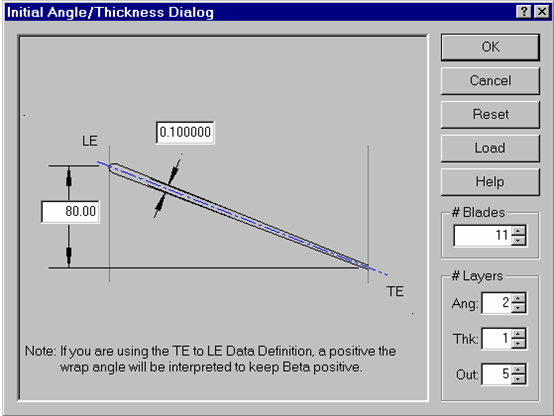 Initial Angle/Thickness Dialog
OK
Cancel
Reset
Load
Help
LE
0.100000
80.00
TE
# Blades
11
# Layers
Ang: 2
Thk: 1
Out: 5
Note: If you are using the TE to LE Data Definition, a positive the
wrap angle will be interpreted to keep Beta positive.